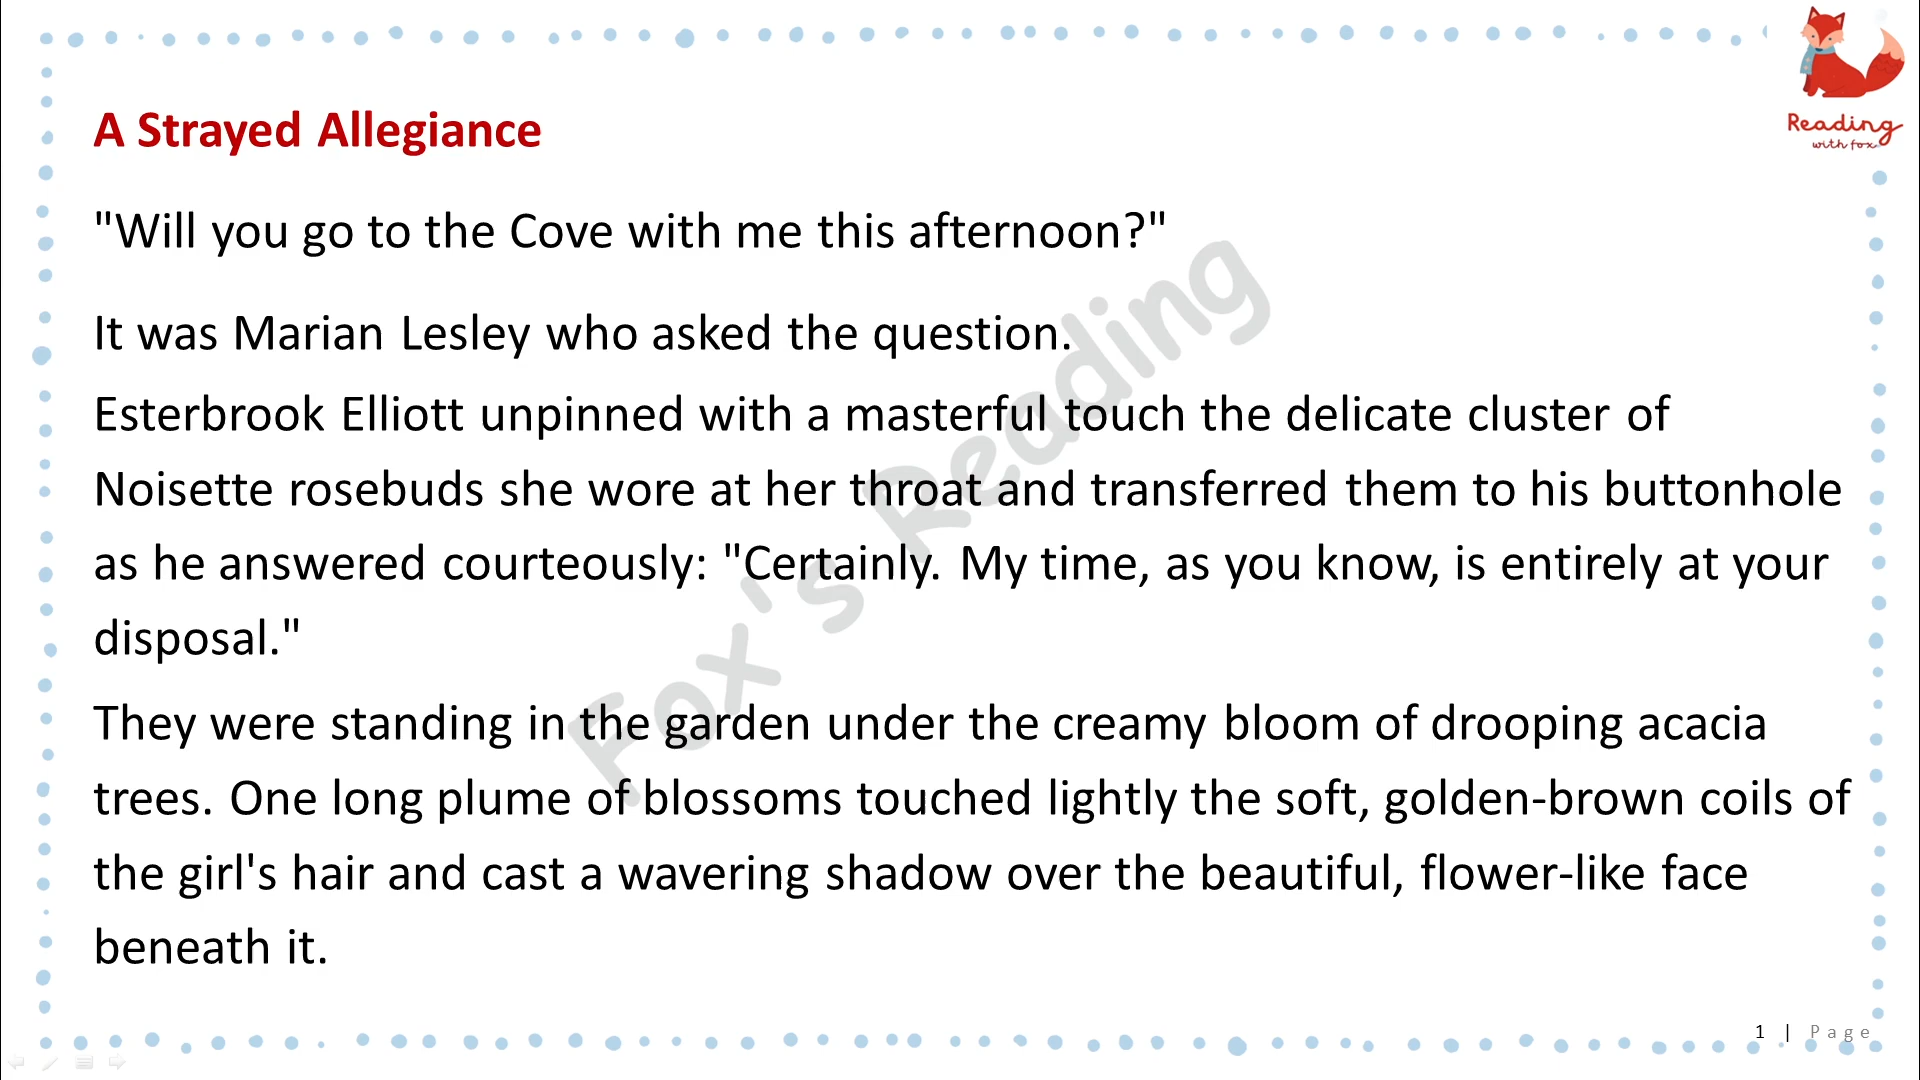 Reading
with fox
A Strayed Allegiance
"Will you go to the Cove with me this afternoon?"
It was Marian Lesley who asked the question.
Esterbrook Elliott unpinned with a masterful touch the delicate cluster of
Noisette rosebuds she wore at her throat and transferred them to his buttonhole
as he answered courteously: "Certainly. My time, as you know, is entirely at your
disposal."
They were standing in the garden under the creamy bloom of drooping acacia
trees. One long plume of blossoms touched lightly the soft, golden-brown coils of
the girl's hair and cast a wavering shadow over the beautiful, flower-like face
beneath it.
Fox's Reading
1 | Page